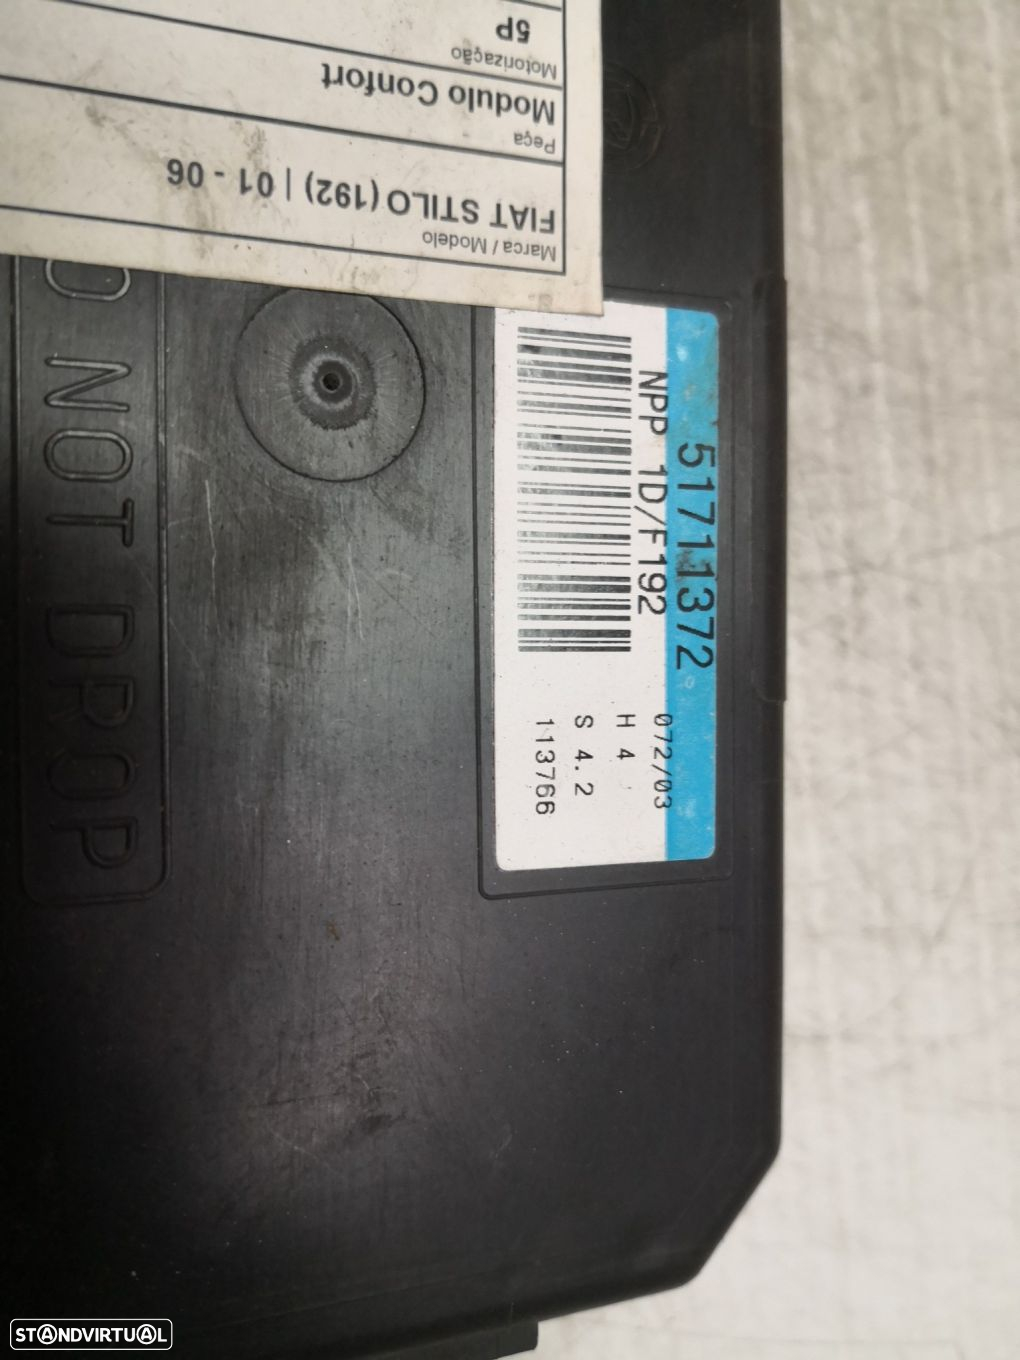 Marca / Modelo
FIAT STILO (192) | 01 - 06
Peça
Modulo Confort
Motorização
5P
NOT DROP
51711372
NPP 1D/F192
072/03
H 4
S 4.2
113766
STANDVIRTUAL